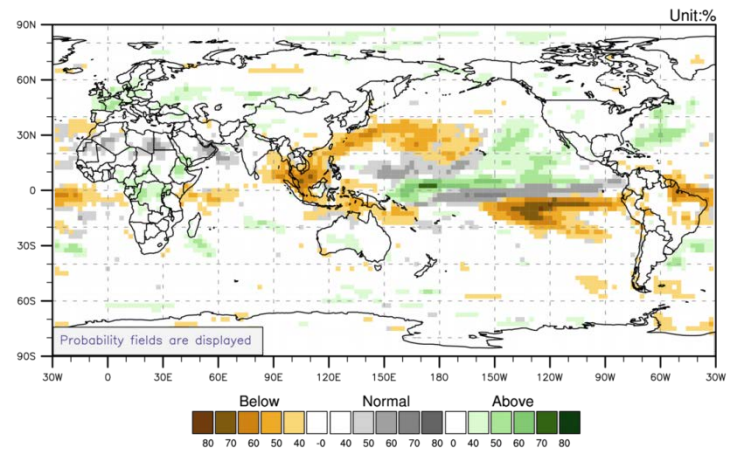 Unit:%
90N
60N
30N
0
30S
60S
90S
Probability fields are displayed
30W 0 30E 60E 90E 120E 150E 180 150W 120W 90W 60W 30W
Below Normal Above
80 70 60 50 40 -0 40 50 60 70 80 0 40 50 60 70 80